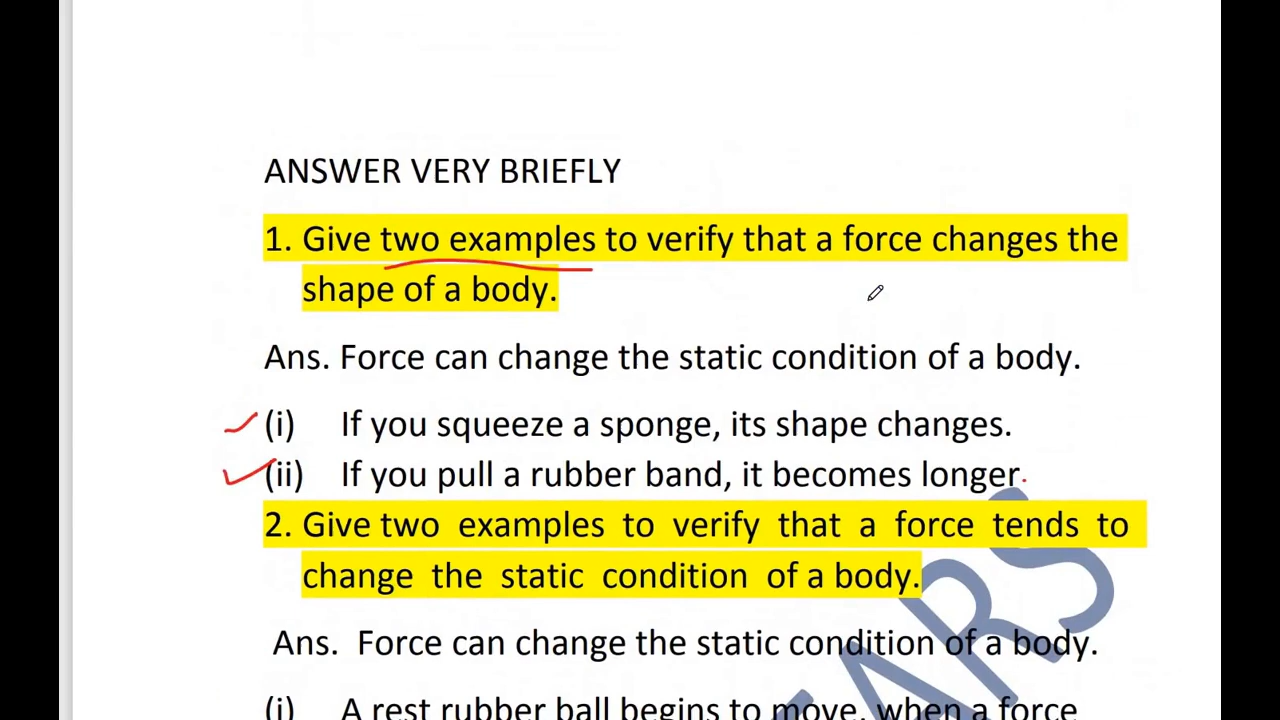 ANSWER VERY BRIEFLY
1. Give two examples to verify that a force changes the
shape of a body.
Ans. Force can change the static condition of a body.
(i) If you squeeze a sponge, its shape changes.
(ii) If you pull a rubber band, it becomes longer.
2. Give two examples to verify that a force tends to
change the static condition of a body.
Ans. Force can change the static condition of a body.
(i) A rest rubber ball begins to move, when a force